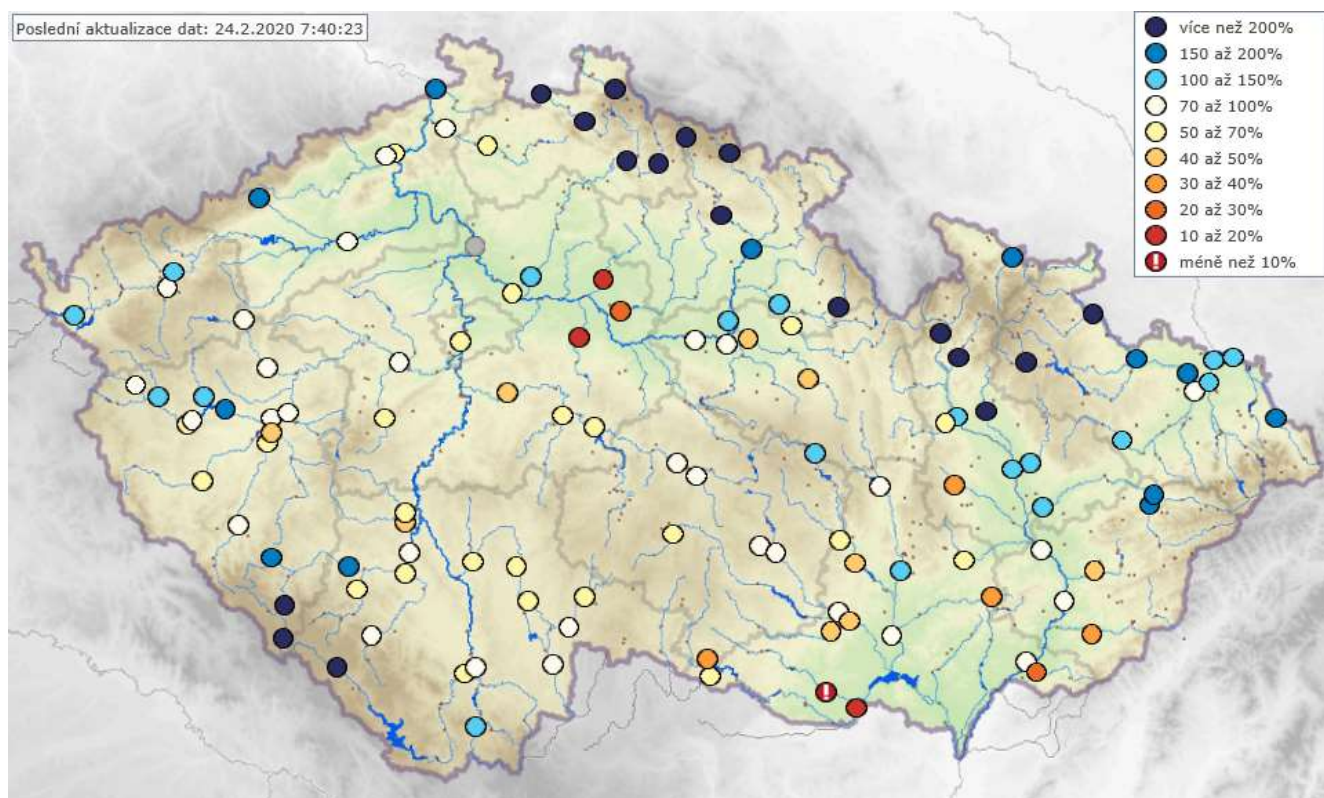 Poslední aktualizace dat: 24.2.2020 7:40:23
více než 200%
150 až 200%
100 až 150%
70 až 100%
50 až 70%
40 až 50%
30 až 40%
20 až 30%
10 až 20%
! méně než 10%
!